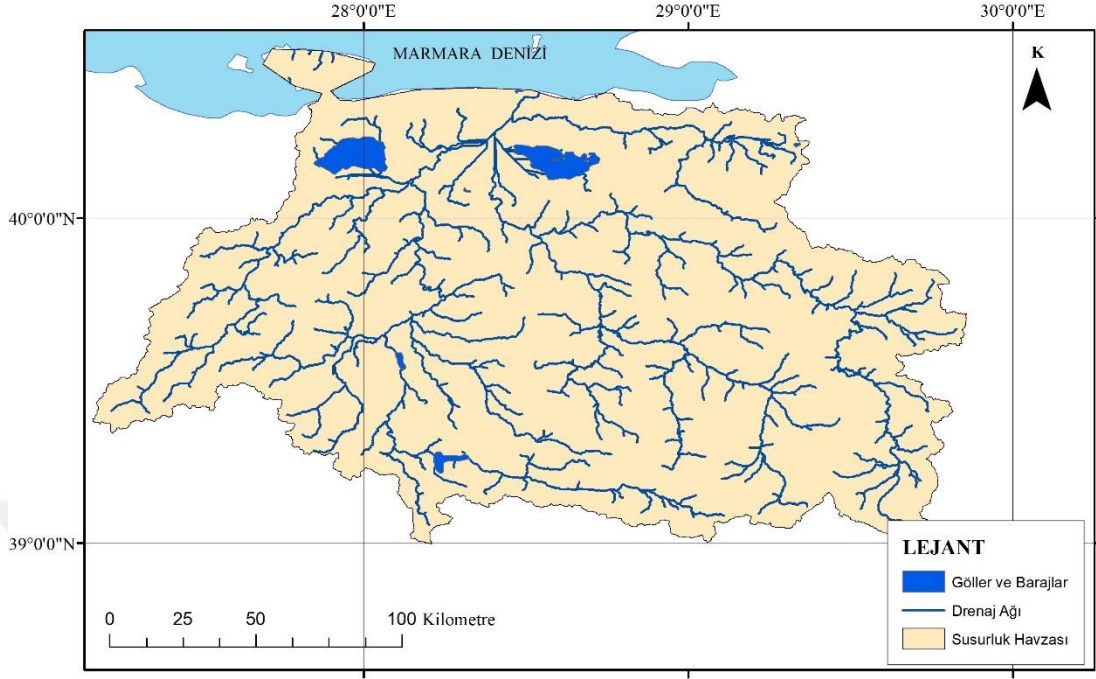 28°0'0"E 29°0'0"E 30°0'0"E
MARMARA DENİZİ
K
40°0'0"N
39°0'0"N
LEJANT
Göller ve Barajlar
Drenaj Ağı
Susurluk Havzası
0 25 50 100 Kilometre